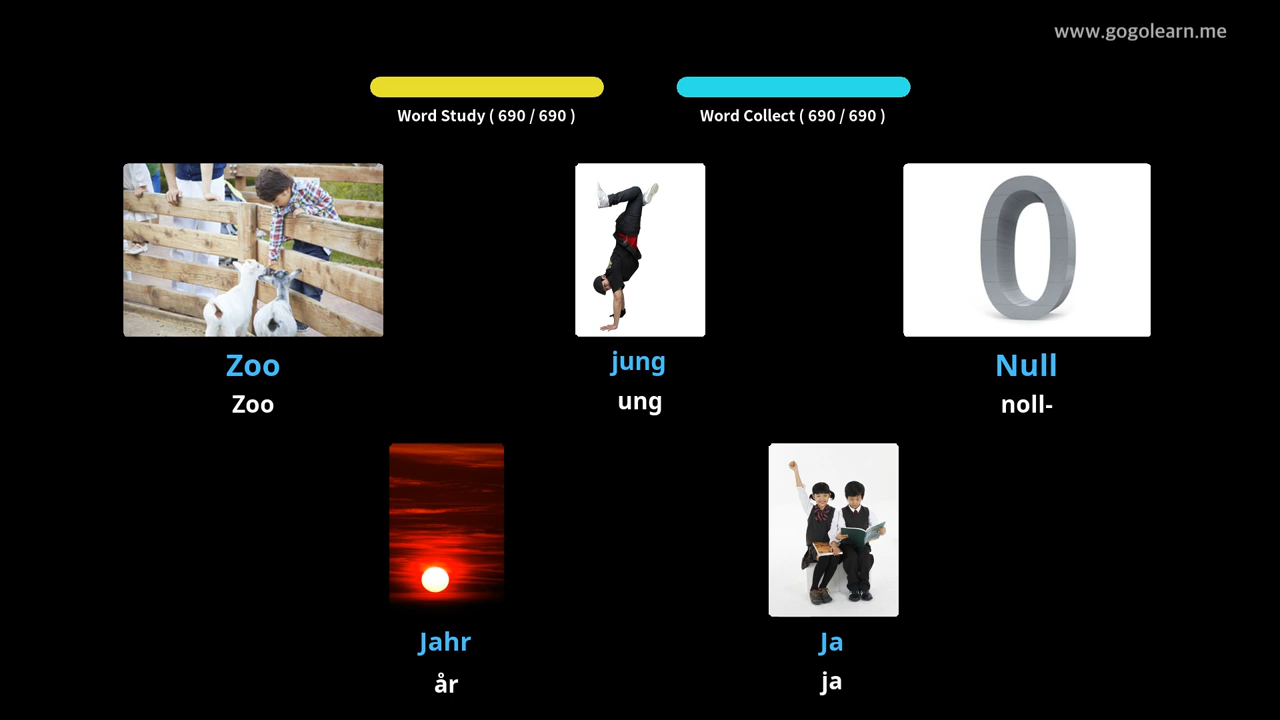 www.gogolearn.me
Word Study ( 690 / 690 )
Word Collect ( 690 / 690 )
Zoo
Zoo
jung
ung
Null
noll-
Jahr
år
Ja
ja